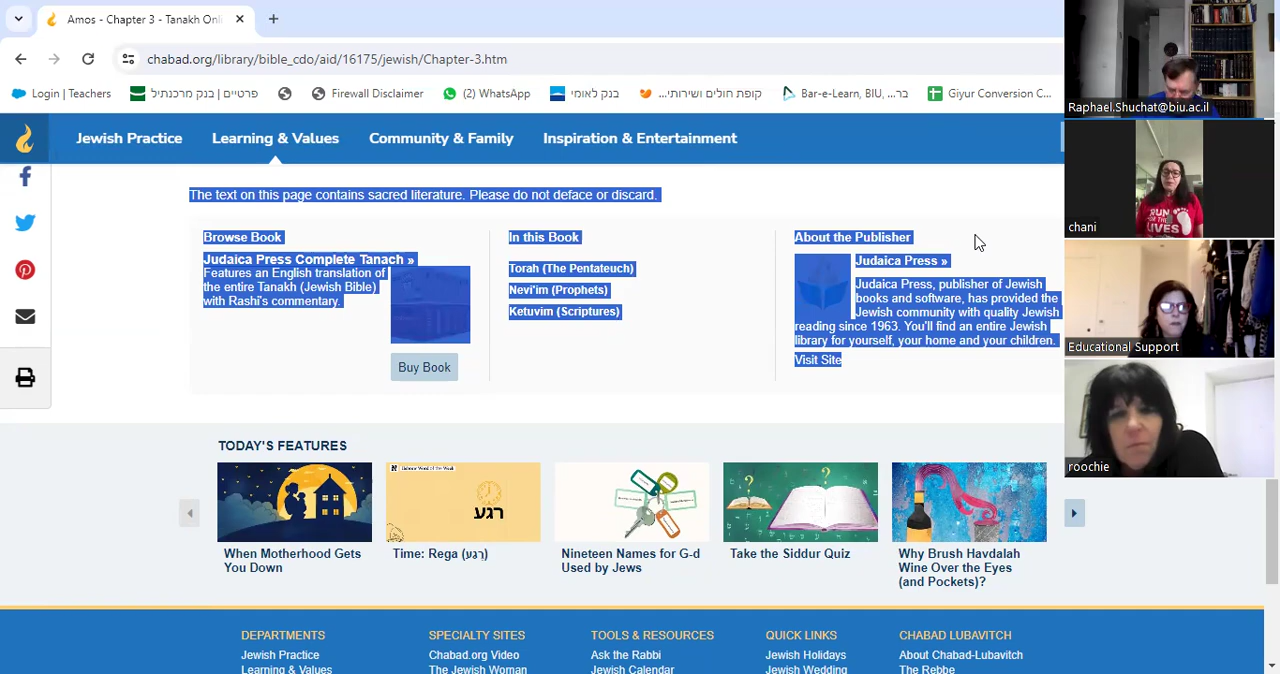 Amos - Chapter 3 - Tanakh Onl
chabad.org/library/bible_cdo/aid/16175/jewish/Chapter-3.htm
Login | Teachers
פרטיים | בנק מרכנתיל
Firewall Disclaimer
(2) WhatsApp
בנק לאומי
קופת חולים ושירותי...
Bar-e-Learn, BIU, ...בר
Giyur Conversion C...
Jewish Practice
Learning & Values
Community & Family
Inspiration & Entertainment
The text on this page contains sacred literature. Please do not deface or discard.
Browse Book
Judaica Press Complete Tanach »
Features an English translation of
the entire Tanakh (Jewish Bible)
with Rashi's commentary.
Buy Book
In this Book
Torah (The Pentateuch)
Nevi'im (Prophets)
Ketuvim (Scriptures)
About the Publisher
Judaica Press »
Judaica Press, publisher of Jewish
books and software, has provided the
Jewish community with quality Jewish
reading since 1963. You'll find an entire Jewish
library for yourself, your home and your children.
Visit Site
Raphael.Shuchat@biu.ac.il
chani
RUN
FOR THE
LIVES
Educational Support
roochie
TODAY'S FEATURES
רגע
When Motherhood Gets
You Down
Time: Rega (רֶגַע)
Nineteen Names for G-d
Used by Jews
Take the Siddur Quiz
Why Brush Havdalah
Wine Over the Eyes
(and Pockets)?
DEPARTMENTS
Jewish Practice
Learning & Values
SPECIALTY SITES
Chabad.org Video
The Jewish Woman
TOOLS & RESOURCES
Ask the Rabbi
Jewish Calendar
QUICK LINKS
Jewish Holidays
Jewish Wedding
CHABAD LUBAVITCH
About Chabad-Lubavitch
The Rebbe